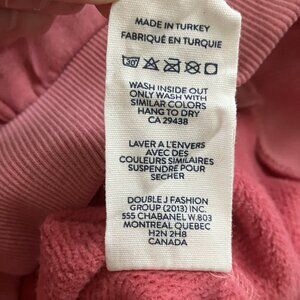 MADE IN TURKEY
FABRIQUÉ EN TURQUIE
30
WASH INSIDE OUT
ONLY WASH WITH
SIMILAR COLORS
HANG TO DRY
CA 29438
LAVER A L'ENVERS
AVEC DES
COULEURS SIMILAIRES
SUSPENDRE POUR
SECHER
DOUBLE J FASHION
GROUP (2013) INC.
555 CHABANEL W.803
MONTREAL QUEBEC
H2N 2H8
CANADA